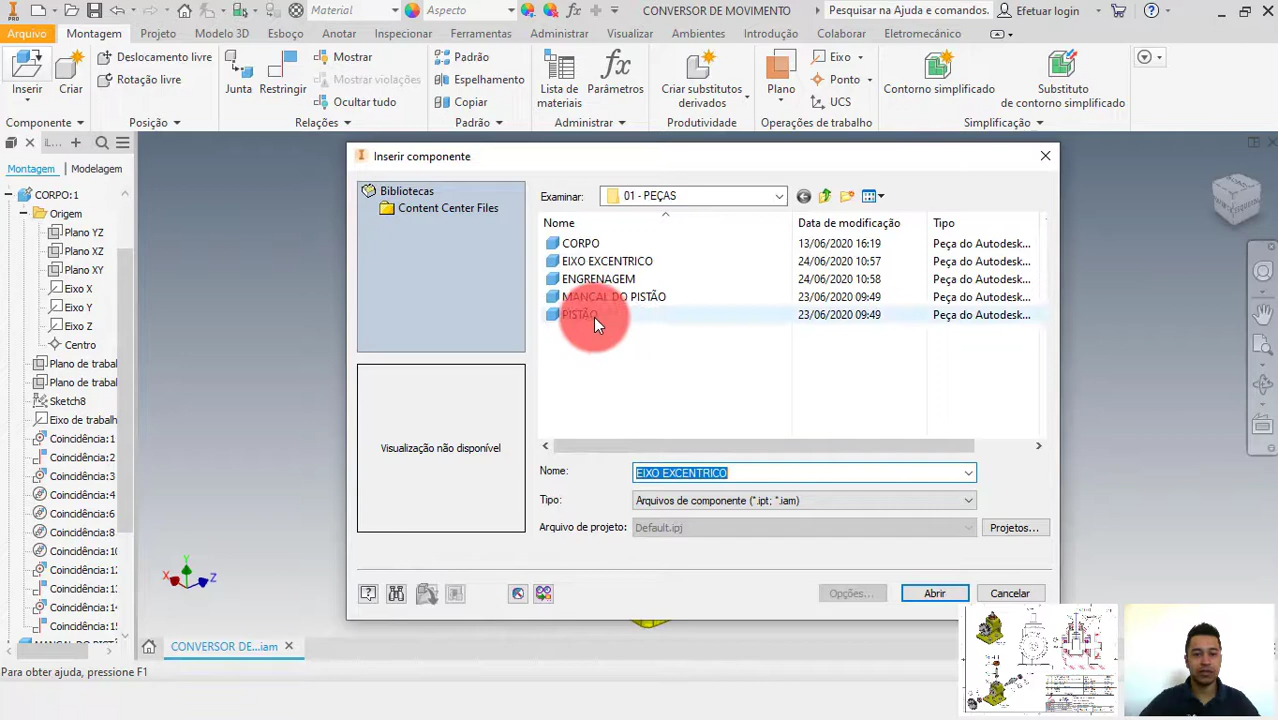 Material
Aspecto
CONVERSOR DE MOVIMENTO
Pesquisar na Ajuda e comandos.
Efetuar login
Arquivo
Montagem
Projeto
Modelo 3D
Esboço
Anotar
Inspecionar
Ferramentas
Administrar
Visualizar
Ambientes
Introdução
Colaborar
Eletromecânico
Inserir
Criar
Deslocamento livre
Rotação livre
Junta
Restringir
Mostrar
Mostrar violações
Ocultar tudo
Padrão
Espelhamento
Copiar
Lista de
materiais
Parâmetros
Criar substitutos
derivados
Plano
Eixo
Ponto
UCS
Contorno simplificado
Substituto
de contorno simplificado
Componente
Posição
Relações
Padrão
Administrar
Produtividade
Operações de trabalho
Simplificação
iL...
Montagem
Modelagem
CORPO:1
Origem
Plano YZ
Plano XZ
Plano XY
Eixo X
Eixo Y
Eixo Z
Centro
Plano de trabal
Plano de trabal
Sketch8
Eixo de trabalh
Coincidência:1
Coincidência:2
Coincidência:3
Coincidência:4
Coincidência:6
Coincidência:8
Coincidência:10
Coincidência:12
Coincidência:13
Coincidência:14
Coincidência:15
Inserir componente
Bibliotecas
Content Center Files
Visualização não disponível
Examinar:
01 - PEÇAS
Nome
Data de modificação
Tipo
CORPO
13/06/2020 16:19
Peça do Autodesk...
EIXO EXCENTRICO
24/06/2020 10:57
Peça do Autodesk...
ENGRENAGEM
24/06/2020 10:58
Peça do Autodesk...
MANCAL DO PISTÃO
23/06/2020 09:49
Peça do Autodesk...
PISTÃO
23/06/2020 09:49
Peça do Autodesk...
Nome:
EIXO EXCENTRICO
Tipo:
Arquivos de componente (*.ipt; *.iam)
Arquivo de projeto:
Default.ipj
Projetos...
Opções...
Abrir
Cancelar
X
Y
Z
CONVERSOR DE...iam
Para obter ajuda, pressione F1